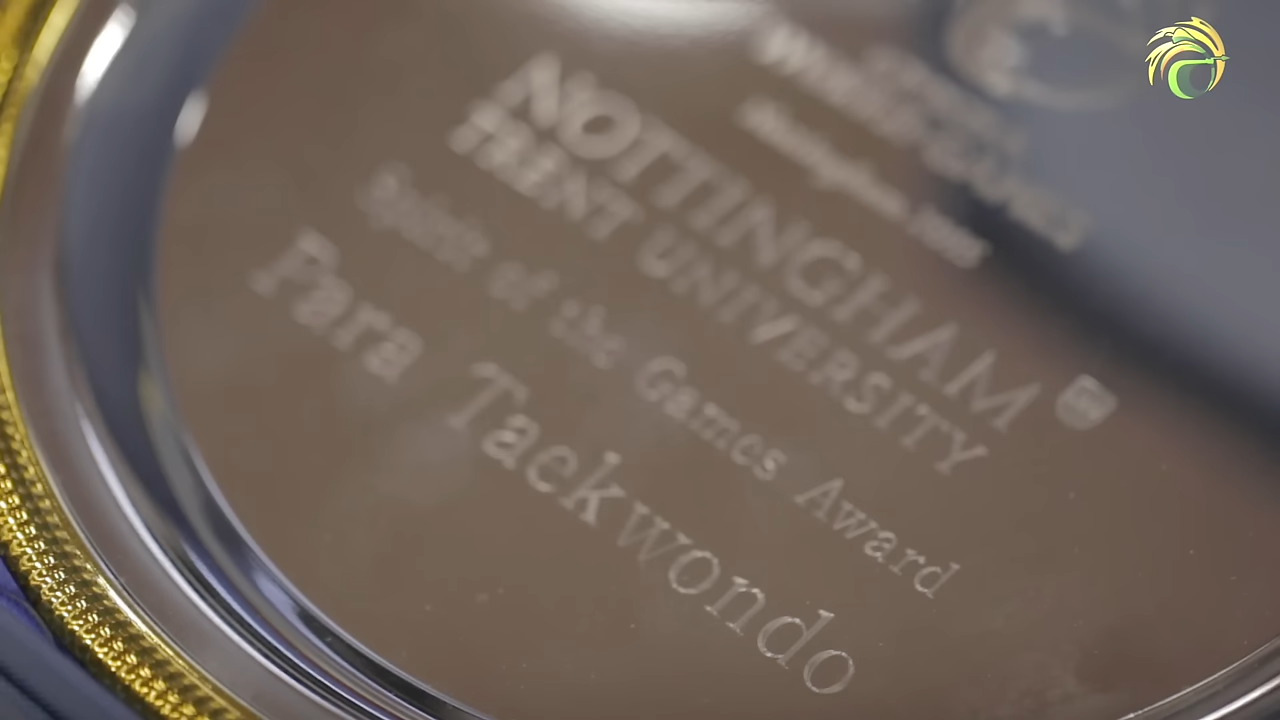 NOTTINGHAM
TRENT UNIVERSITY
Spirit of the Games Award
Para Taekwondo